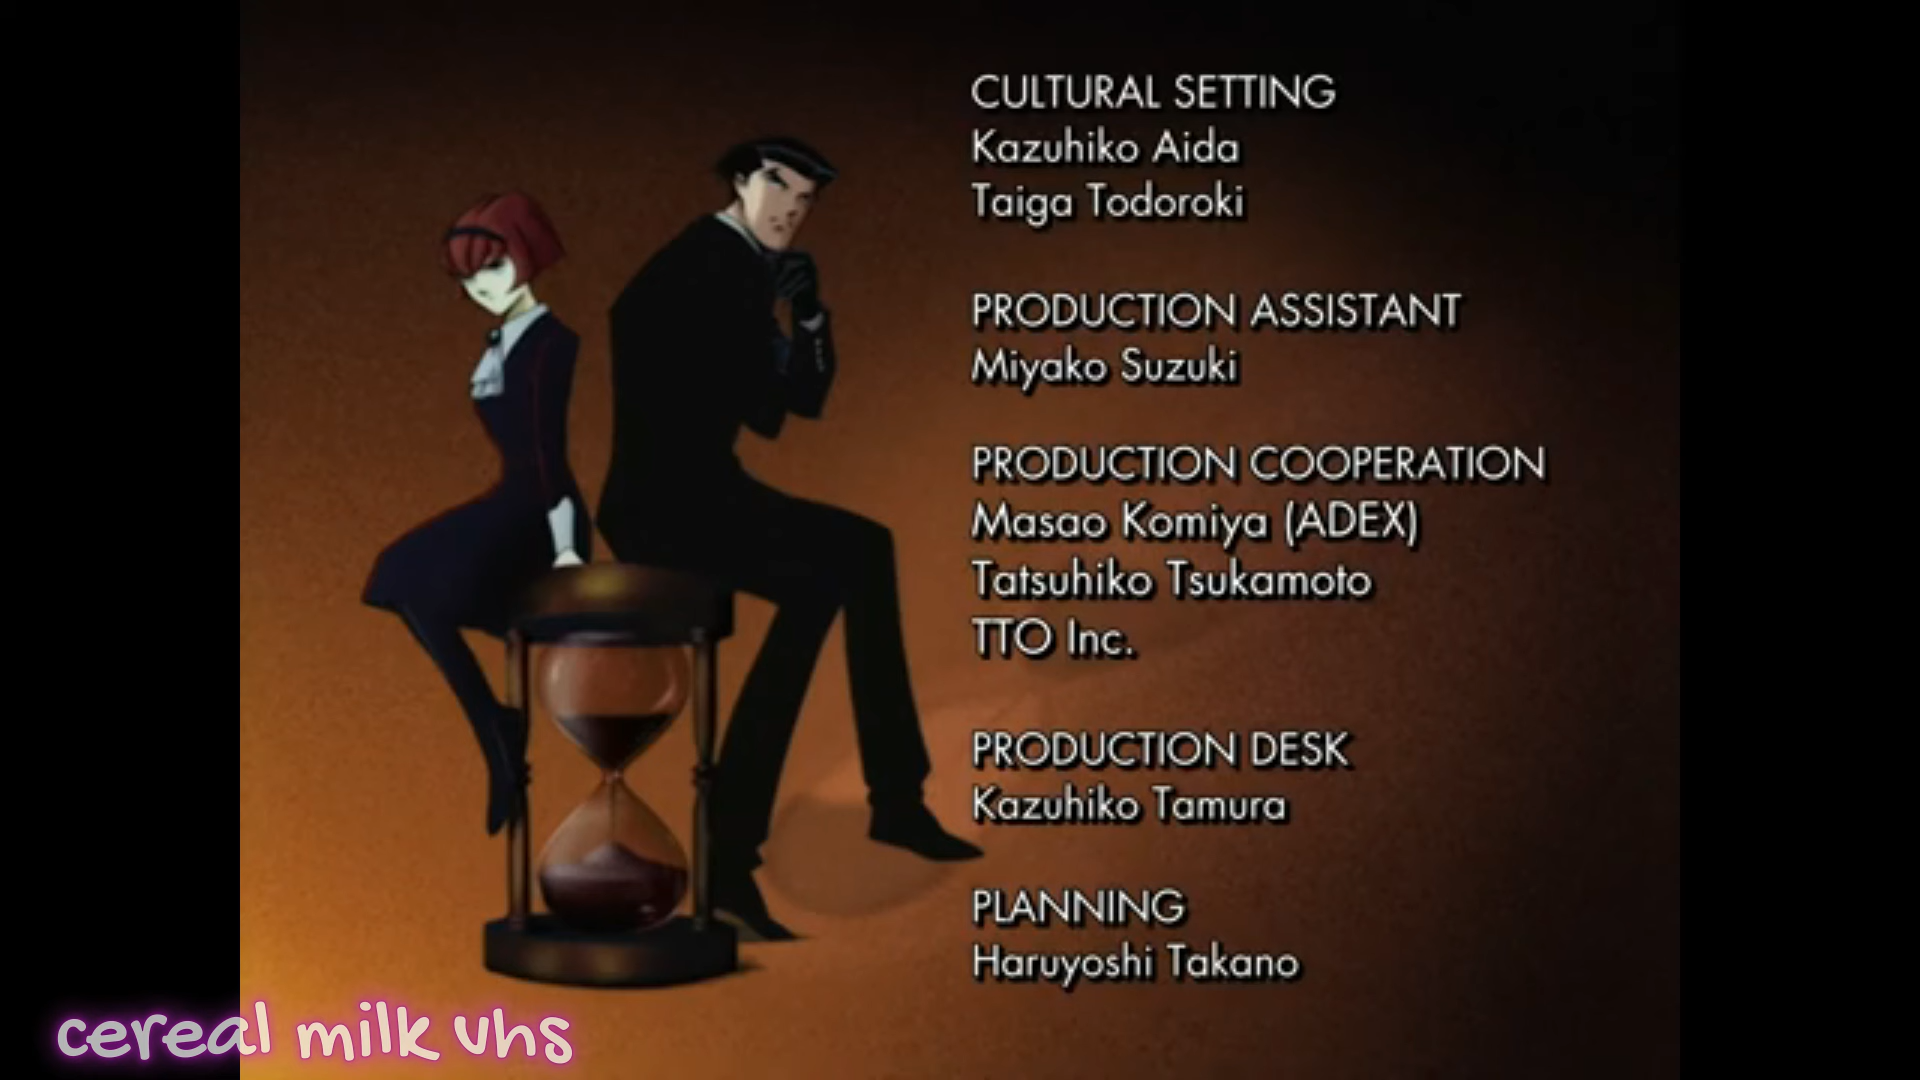 CULTURAL SETTING
Kazuhiko Aida
Taiga Todoroki
PRODUCTION ASSISTANT
Miyako Suzuki
PRODUCTION COOPERATION
Masao Komiya (ADEX)
Tatsuhiko Tsukamoto
TTO Inc.
PRODUCTION DESK
Kazuhiko Tamura
PLANNING
Haruyoshi Takano
cereal milk vhs